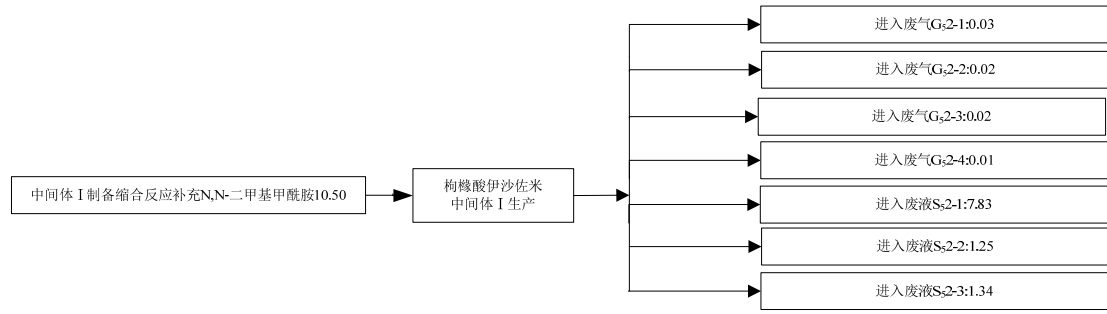 进入废气G₅2-1:0.03
进入废气G₅2-2:0.02
进入废气G₅2-3:0.02
进入废气G₅2-4:0.01
中间体Ⅰ制备缩合反应补充N,N-二甲基甲酰胺10.50
枸橼酸伊沙佐米
中间体Ⅰ生产
进入废液S₅2-1:7.83
进入废液S₅2-2:1.25
进入废液S₅2-3:1.34